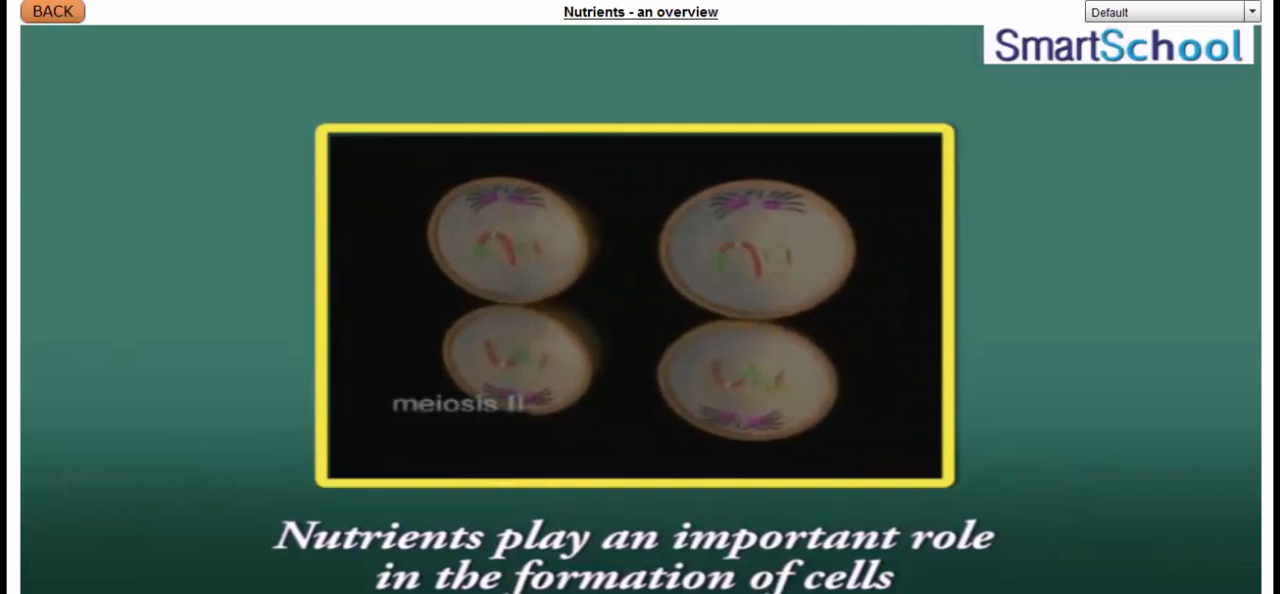 BACK
Nutrients - an overview
Default
SmartSchool
meiosis II
Nutrients play an important role
in the formation of cells